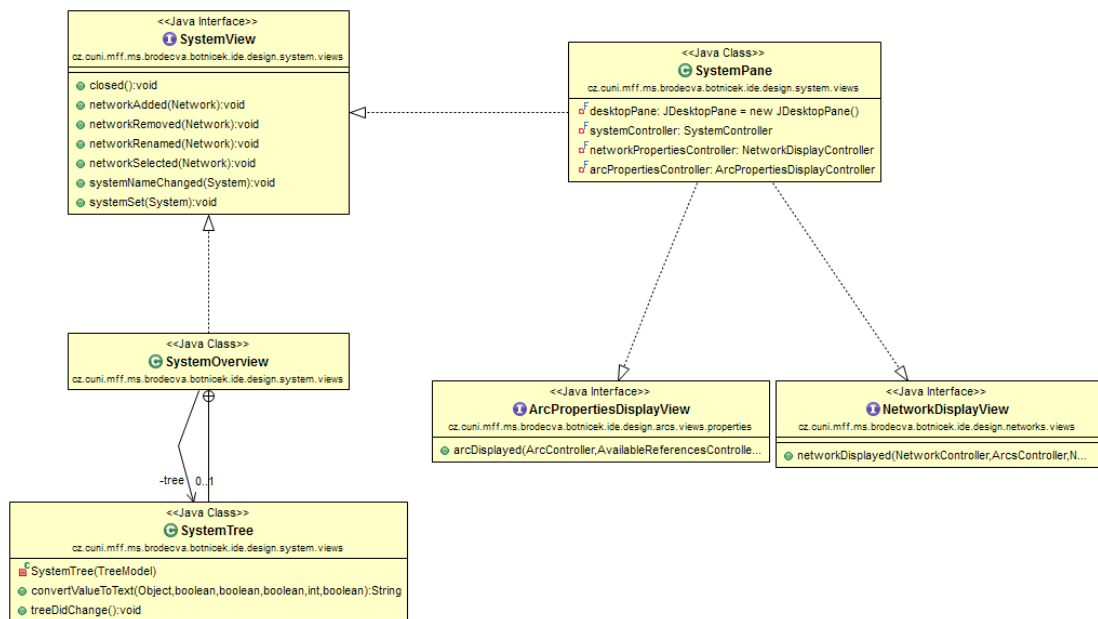 <<Java Interface>>
SystemView
cz.cuni.mff.ms.brodecva.botnicek.ide.design.system.views
closed():void
networkAdded(Network):void
networkRemoved(Network):void
networkRenamed(Network):void
networkSelected(Network):void
systemNameChanged(System):void
systemSet(System):void
<<Java Class>>
SystemPane
cz.cuni.mff.ms.brodecva.botnicek.ide.design.system.views
desktopPane: JDesktopPane = new JDesktopPane()
systemController: SystemController
networkPropertiesController: NetworkDisplayController
arcPropertiesController: ArcPropertiesDisplayController
<<Java Class>>
SystemOverview
cz.cuni.mff.ms.brodecva.botnicek.ide.design.system.views
<<Java Interface>>
ArcPropertiesDisplayView
cz.cuni.mff.ms.brodecva.botnicek.ide.design.arcs.views.properties
arcDisplayed(ArcController,AvailableReferencesControlle...
<<Java Interface>>
NetworkDisplayView
cz.cuni.mff.ms.brodecva.botnicek.ide.design.networks.views
networkDisplayed(NetworkController,ArcsController,N...
-tree 0..1
<<Java Class>>
SystemTree
cz.cuni.mff.ms.brodecva.botnicek.ide.design.system.views
SystemTree(TreeModel)
convertValueToText(Object,boolean,boolean,boolean,int,boolean):String
treeDidChange():void